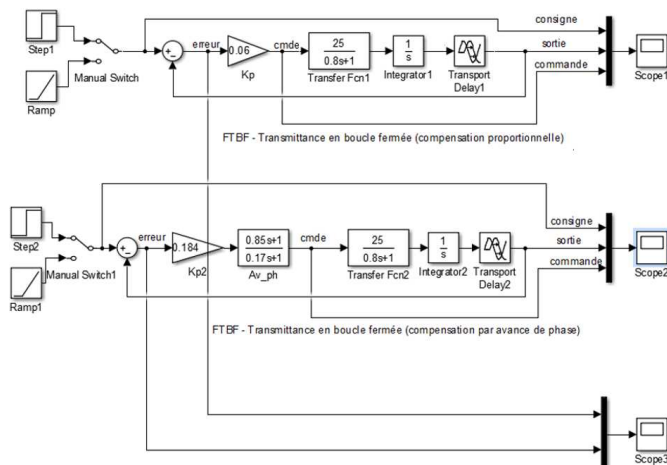 Step1
Ramp
Manual Switch
+
-
erreur
0.06
Kp
cmde
25
0.8s+1
Transfer Fcn1
1
s
Integrator1
Transport
Delay1
consigne
sortie
commande
Scope1
FTBF - Transmittance en boucle fermée (compensation proportionnelle)
Step2
Ramp1
Manual Switch1
+
-
erreur
0.184
Kp2
0.85s+1
0.17s+1
Av_ph
cmde
25
0.8s+1
Transfer Fcn2
1
s
Integrator2
Transport
Delay2
consigne
sortie
commande
Scope2
FTBF - Transmittance en boucle fermée (compensation par avance de phase)
Scope3